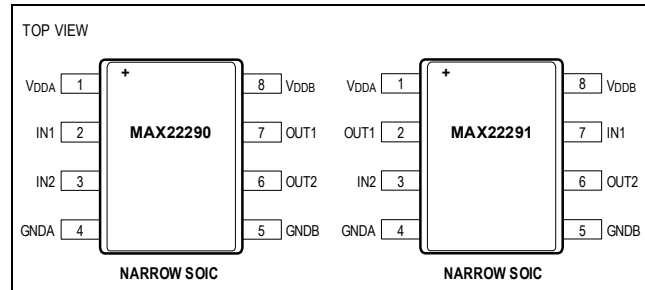 TOP VIEW
+
VDDA 1 8 VDDB
IN1 2 MAX22290 7 OUT1
IN2 3 6 OUT2
GNDA 4 5 GNDB
NARROW SOIC
+
VDDA 1 8 VDDB
OUT1 2 MAX22291 7 IN1
IN2 3 6 OUT2
GNDA 4 5 GNDB
NARROW SOIC